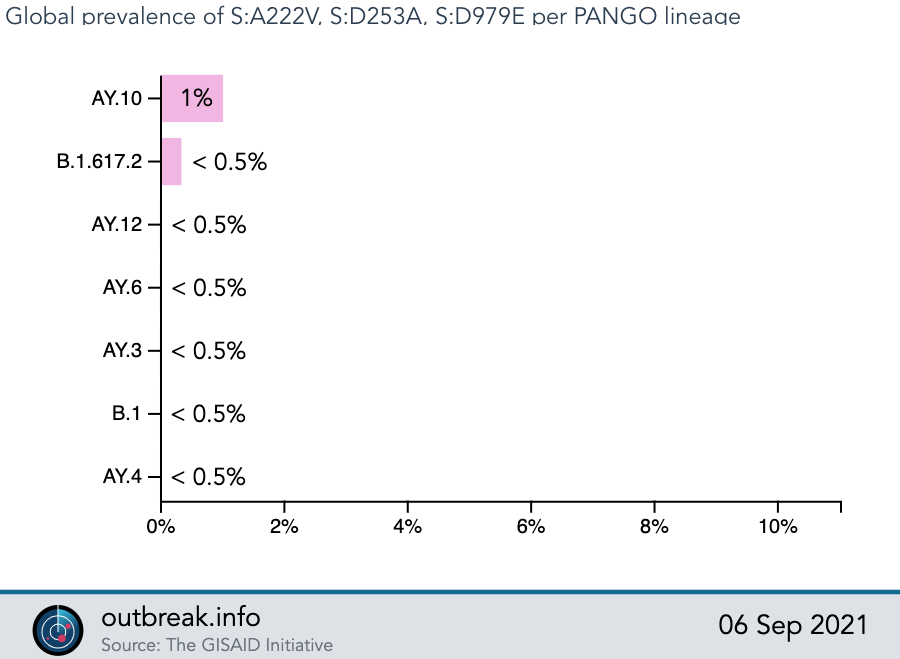 Global prevalence of S:A222V, S:D253A, S:D979E per PANGO lineage
AY.10
1%
B.1.617.2
< 0.5%
AY.12
< 0.5%
AY.6
< 0.5%
AY.3
< 0.5%
B.1
< 0.5%
AY.4
< 0.5%
0% 2% 4% 6% 8% 10%
outbreak.info
Source: The GISAID Initiative
06 Sep 2021